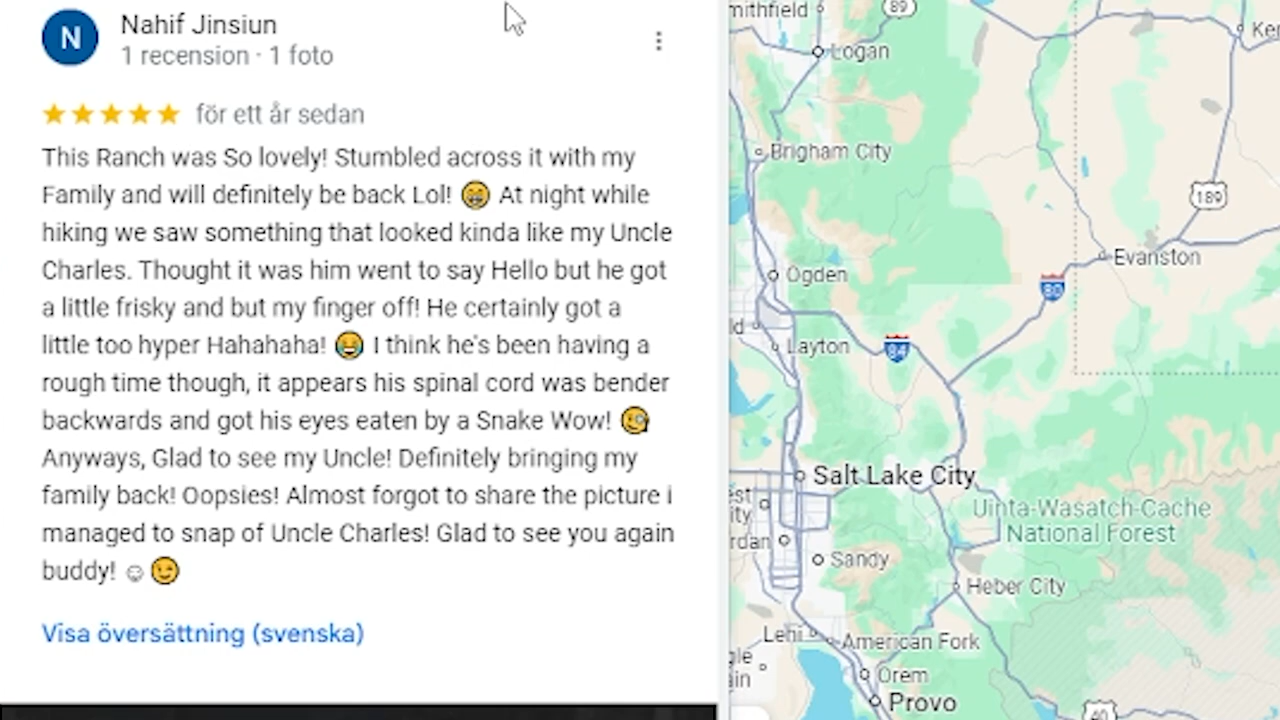 N
Nahif Jinsiun
1 recension · 1 foto
för ett år sedan
This Ranch was So lovely! Stumbled across it with my
Family and will definitely be back Lol! 😁 At night while
hiking we saw something that looked kinda like my Uncle
Charles. Thought it was him went to say Hello but he got
a little frisky and but my finger off! He certainly got a
little too hyper Hahahaha! 😂 I think he's been having a
rough time though, it appears his spinal cord was bender
backwards and got his eyes eaten by a Snake Wow! 🧐
Anyways, Glad to see my Uncle! Definitely bringing my
family back! Oopsies! Almost forgot to share the picture i
managed to snap of Uncle Charles! Glad to see you again
buddy! ☺😉
Visa översättning (svenska)
mithfield
89
Logan
Brigham City
189
Evanston
Ogden
80
Layton
84
Salt Lake City
Uinta-Wasatch-Cache
National Forest
Sandy
Heber City
Lehi
American Fork
Orem
Provo
40